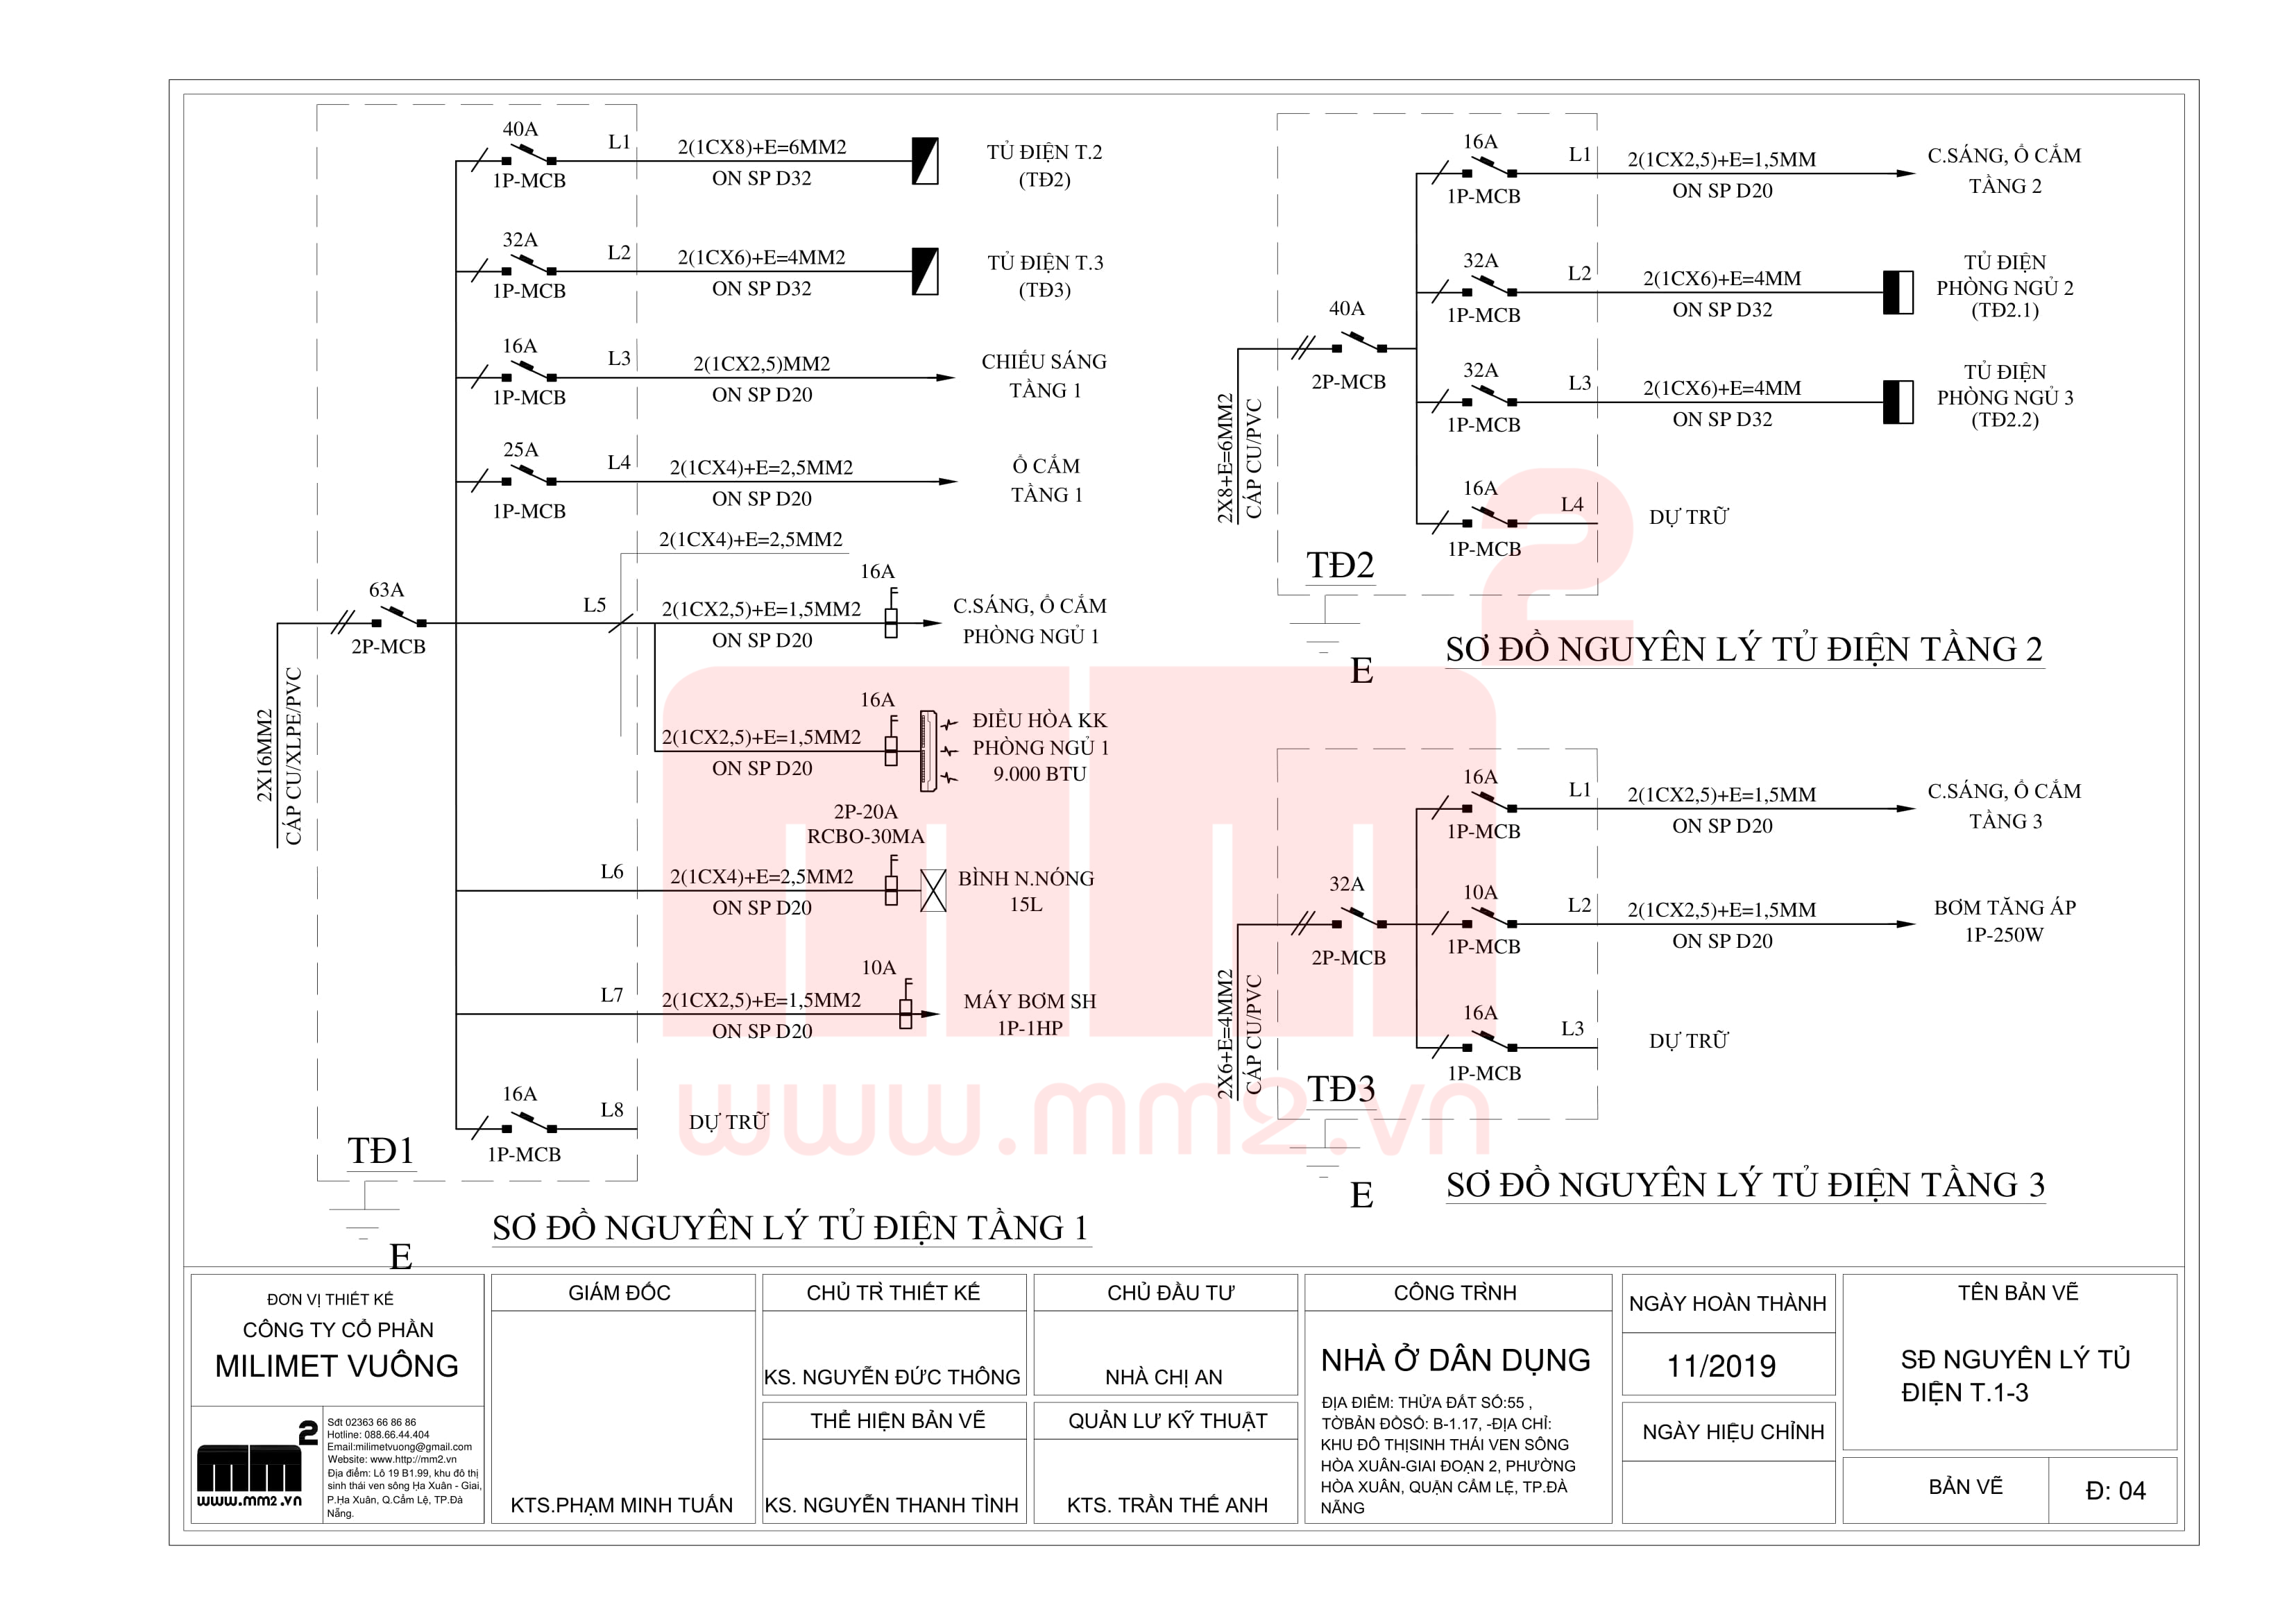 40A
L1
2(1CX8)+E=6MM2
1P-MCB
ON SP D32
TỦ ĐIỆN T.2
(TĐ2)
32A
L2
2(1CX6)+E=4MM2
1P-MCB
ON SP D32
TỦ ĐIỆN T.3
(TĐ3)
16A
L3
2(1CX2,5)MM2
1P-MCB
ON SP D20
CHIẾU SÁNG
TẦNG 1
25A
L4
2(1CX4)+E=2,5MM2
1P-MCB
ON SP D20
Ổ CẮM
TẦNG 1
2(1CX4)+E=2,5MM2
63A
2P-MCB
2X16MM2
CÁP CU/XLPE/PVC
L5
2(1CX2,5)+E=1,5MM2
ON SP D20
16A
C.SÁNG, Ổ CẮM
PHÒNG NGỦ 1
16A
2(1CX2,5)+E=1,5MM2
ON SP D20
ĐIỀU HÒA KK
PHÒNG NGỦ 1
9.000 BTU
2P-20A
RCBO-30MA
L6
2(1CX4)+E=2,5MM2
ON SP D20
BÌNH N.NÓNG
15L
10A
L7
2(1CX2,5)+E=1,5MM2
ON SP D20
MÁY BƠM SH
1P-1HP
16A
L8
1P-MCB
DỰ TRỮ
TĐ1
E
SƠ ĐỒ NGUYÊN LÝ TỦ ĐIỆN TẦNG 1
16A
L1
2(1CX2,5)+E=1,5MM
1P-MCB
ON SP D20
C.SÁNG, Ổ CẮM
TẦNG 2
32A
L2
2(1CX6)+E=4MM
1P-MCB
ON SP D32
TỦ ĐIỆN
PHÒNG NGỦ 2
(TĐ2.1)
40A
2P-MCB
2X8+E=6MM2
CÁP CU/PVC
32A
L3
2(1CX6)+E=4MM
1P-MCB
ON SP D32
TỦ ĐIỆN
PHÒNG NGỦ 3
(TĐ2.2)
16A
L4
1P-MCB
DỰ TRỮ
TĐ2
E
SƠ ĐỒ NGUYÊN LÝ TỦ ĐIỆN TẦNG 2
16A
L1
2(1CX2,5)+E=1,5MM
1P-MCB
ON SP D20
C.SÁNG, Ổ CẮM
TẦNG 3
32A
2P-MCB
2X6+E=4MM2
CÁP CU/PVC
10A
L2
2(1CX2,5)+E=1,5MM
1P-MCB
ON SP D20
BƠM TĂNG ÁP
1P-250W
16A
L3
1P-MCB
DỰ TRỮ
TĐ3
E
SƠ ĐỒ NGUYÊN LÝ TỦ ĐIỆN TẦNG 3
mm2
www.mm2.vn
ĐƠN VỊ THIẾT KẾ
CÔNG TY CỔ PHẦN
MILIMET VUÔNG
mm2
www.mm2.vn
Sđt 02363 66 86 86
Hotline: 088.66.44.404
Email:milimetvuong@gmail.com
Website: www.http://mm2.vn
Địa điểm: Lô 19 B1.99, khu đô thị
sinh thái ven sông Hạ Xuân - Giai,
P.Hạ Xuân, Q.Cẩm Lệ, TP.Đà
Nẵng.
GIÁM ĐỐC
KTS.PHẠM MINH TUẤN
CHỦ TRÌ THIẾT KẾ
KS. NGUYỄN ĐỨC THÔNG
THỂ HIỆN BẢN VẼ
KS. NGUYỄN THANH TÌNH
CHỦ ĐẦU TƯ
NHÀ CHỊ AN
QUẢN LƯ KỸ THUẬT
KTS. TRẦN THẾ ANH
CÔNG TRÌNH
NHÀ Ở DÂN DỤNG
ĐỊA ĐIỂM: THỬA ĐẤT SỐ:55 ,
TỜBẢN ĐỒSỐ: B-1.17, -ĐỊA CHỈ:
KHU ĐÔ THỊSINH THÁI VEN SÔNG
HÒA XUÂN-GIAI ĐOẠN 2, PHƯỜNG
HÒA XUÂN, QUẬN CẨM LỆ, TP.ĐÀ
NẴNG
NGÀY HOÀN THÀNH
11/2019
NGÀY HIỆU CHỈNH
TÊN BẢN VẼ
SĐ NGUYÊN LÝ TỦ
ĐIỆN T.1-3
BẢN VẼ
Đ: 04